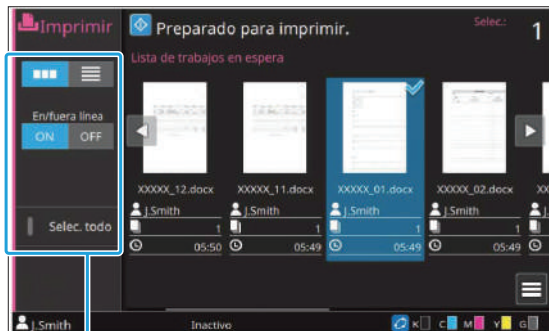 Imprimir
Preparado para imprimir.
Selec.:
1
Lista de trabajos en espera
En/fuera línea
ON OFF
Selec. todo
XXXXX_12.docx XXXXX_11.docx XXXXX_01.docx XXXXX_02.docx XX
J.Smith J.Smith J.Smith J.Smith J.
1 1 1 1
05:50 05:49 05:49 05:49
J.Smith Inactivo K C M Y G